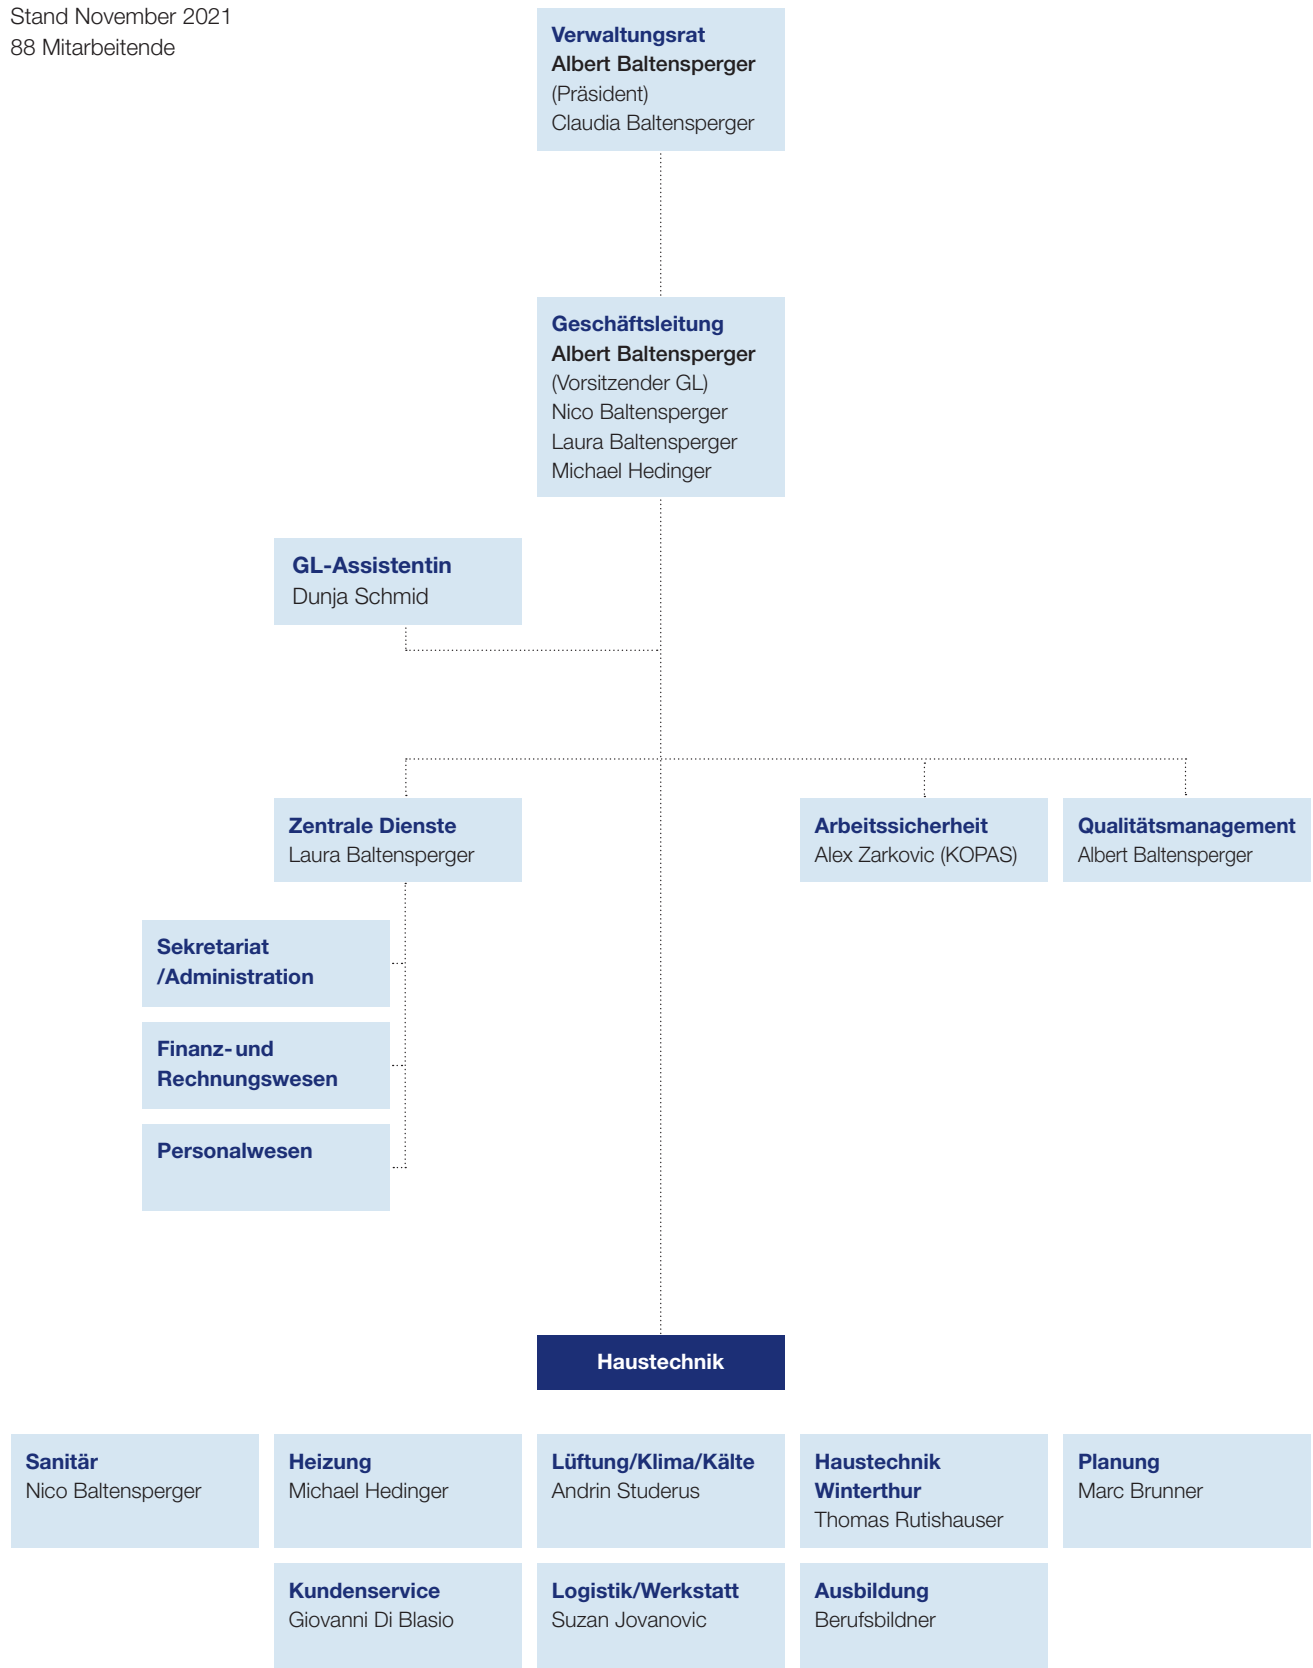 Stand November 2021
88 Mitarbeitende
Verwaltungsrat
Albert Baltensperger
(Präsident)
Claudia Baltensperger
Geschäftsleitung
Albert Baltensperger
(Vorsitzender GL)
Nico Baltensperger
Laura Baltensperger
Michael Hedinger
GL-Assistentin
Dunja Schmid
Zentrale Dienste
Laura Baltensperger
Arbeitssicherheit
Alex Zarkovic (KOPAS)
Qualitätsmanagement
Albert Baltensperger
Sekretariat
/Administration
Finanz- und
Rechnungswesen
Personalwesen
Haustechnik
Sanitär
Nico Baltensperger
Heizung
Michael Hedinger
Lüftung/Klima/Kälte
Andrin Studerus
Haustechnik
Winterthur
Thomas Rutishauser
Planung
Marc Brunner
Kundenservice
Giovanni Di Blasio
Logistik/Werkstatt
Suzan Jovanovic
Ausbildung
Berufsbildner